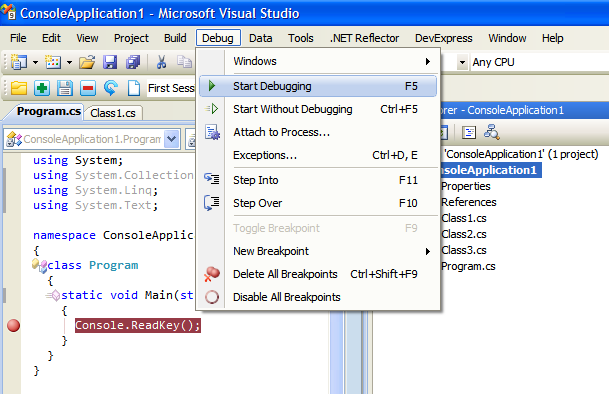 ConsoleApplication1 - Microsoft Visual Studio
File Edit View Project Build Debug Data Tools .NET Reflector DevExpress Window Help
Any CPU
First Sess
Windows
Start Debugging F5
Start Without Debugging Ctrl+F5
Attach to Process...
Exceptions... Ctrl+D, E
Step Into F11
Step Over F10
Toggle Breakpoint F9
New Breakpoint
Delete All Breakpoints Ctrl+Shift+F9
Disable All Breakpoints
Program.cs Class1.cs
ConsoleApplication1.Program
using System;
using System.Collection
using System.Linq;
using System.Text;
namespace ConsoleApplic
{
class Program
{
static void Main(st
{
Console.ReadKey();
}
}
}
orer - ConsoleApplication1
'ConsoleApplication1' (1 project)
nsoleApplication1
Properties
References
Class1.cs
Class2.cs
Class3.cs
Program.cs